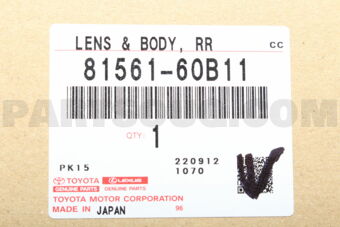 LENS & BODY, RR
CC
81561-60B11
QTY:
1
PK15
220912
1070
TOYOTA LEXUS
GENUINE PARTS GENUINE PARTS
TOYOTA MOTOR CORPORATION
MADE IN JAPAN 96